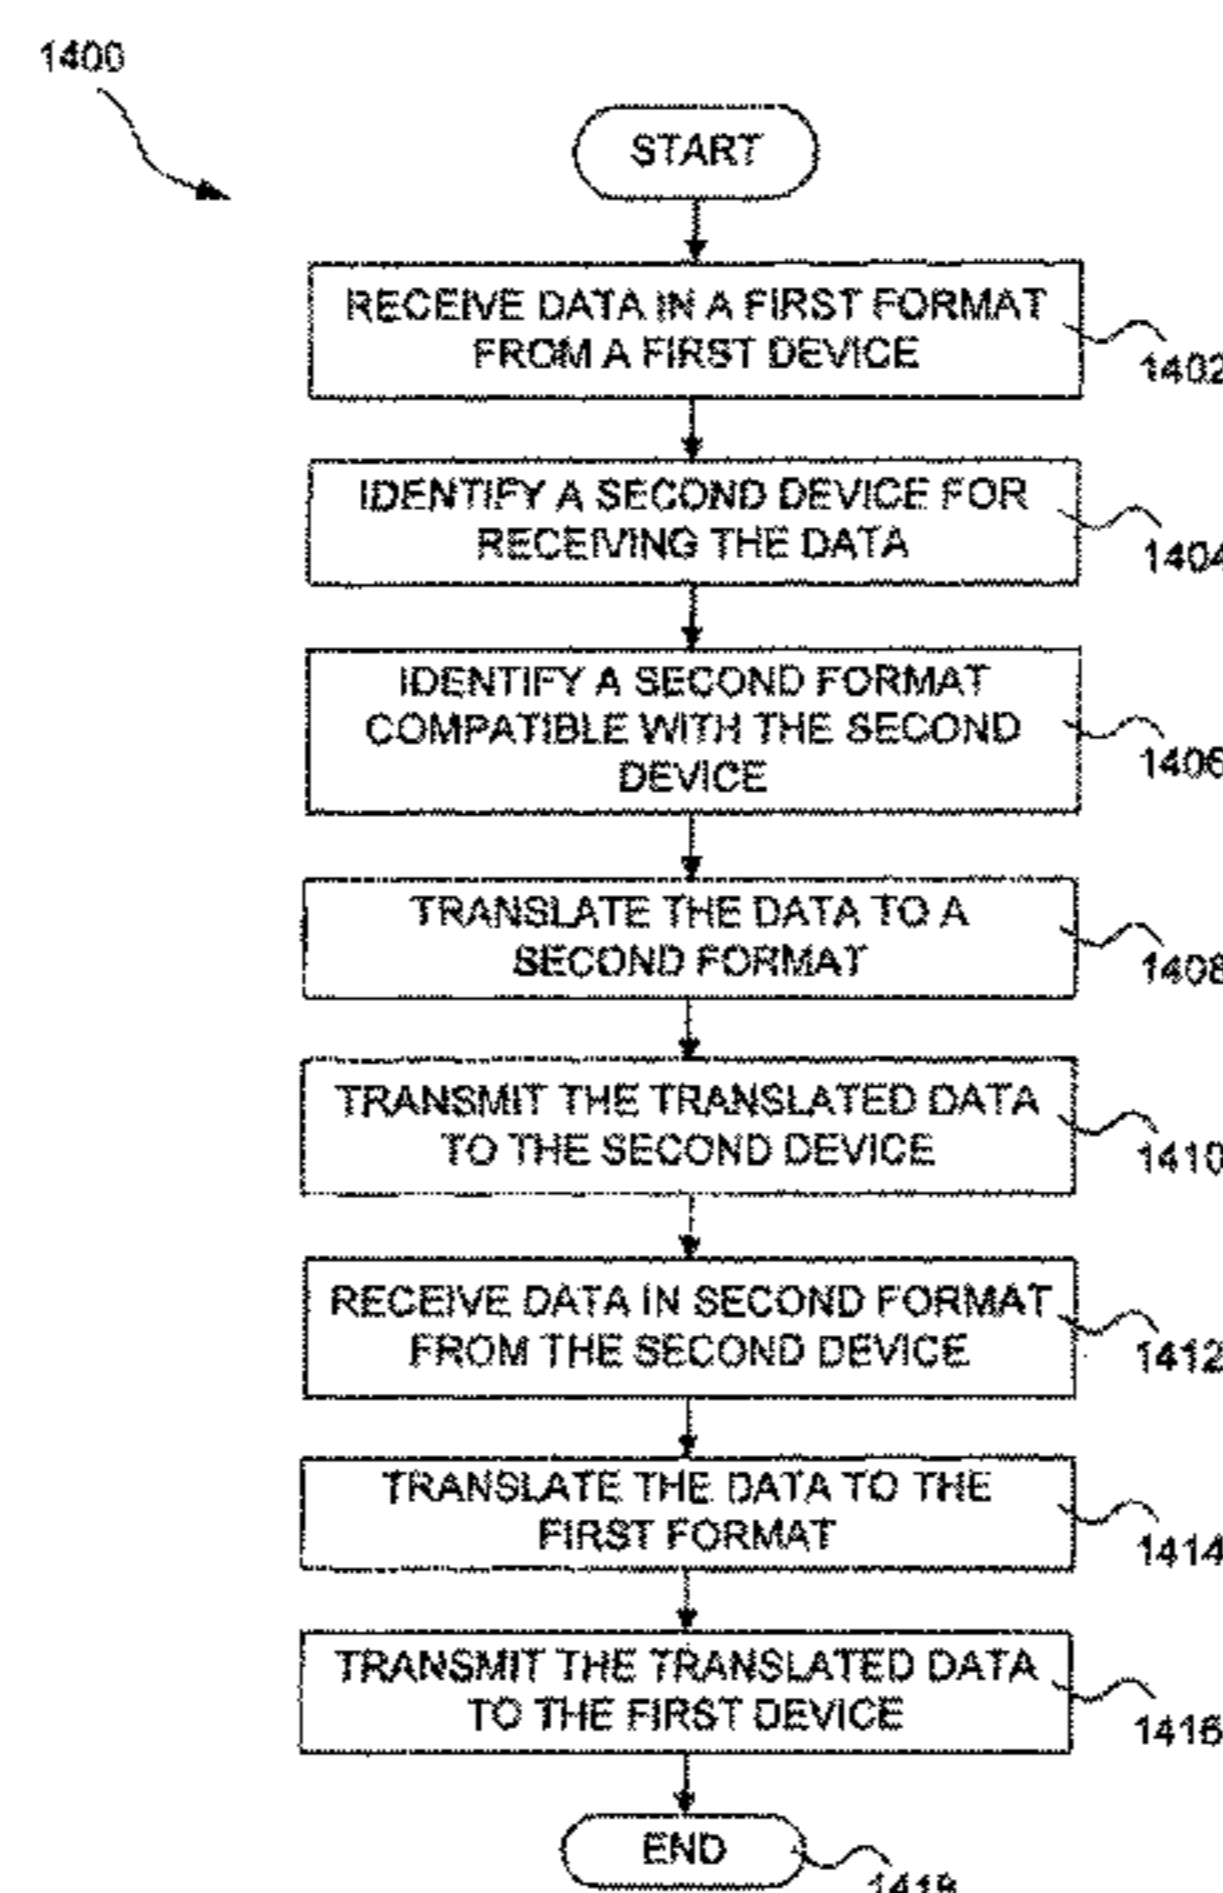 1400
START
RECEIVE DATA IN A FIRST FORMAT
FROM A FIRST DEVICE
1402
IDENTIFY A SECOND DEVICE FOR
RECEIVING THE DATA
1404
IDENTIFY A SECOND FORMAT
COMPATIBLE WITH THE SECOND
DEVICE
1406
TRANSLATE THE DATA TO A
SECOND FORMAT
1408
TRANSMIT THE TRANSLATED DATA
TO THE SECOND DEVICE
1410
RECEIVE DATA IN SECOND FORMAT
FROM THE SECOND DEVICE
1412
TRANSLATE THE DATA TO THE
FIRST FORMAT
1414
TRANSMIT THE TRANSLATED DATA
TO THE FIRST DEVICE
1416
END
1418